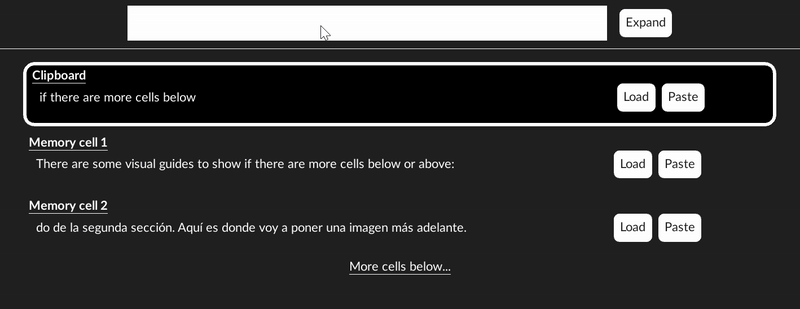 Expand
Clipboard
if there are more cells below
Load Paste
Memory cell 1
There are some visual guides to show if there are more cells below or above:
Load Paste
Memory cell 2
do de la segunda sección. Aquí es donde voy a poner una imagen más adelante.
Load Paste
More cells below...